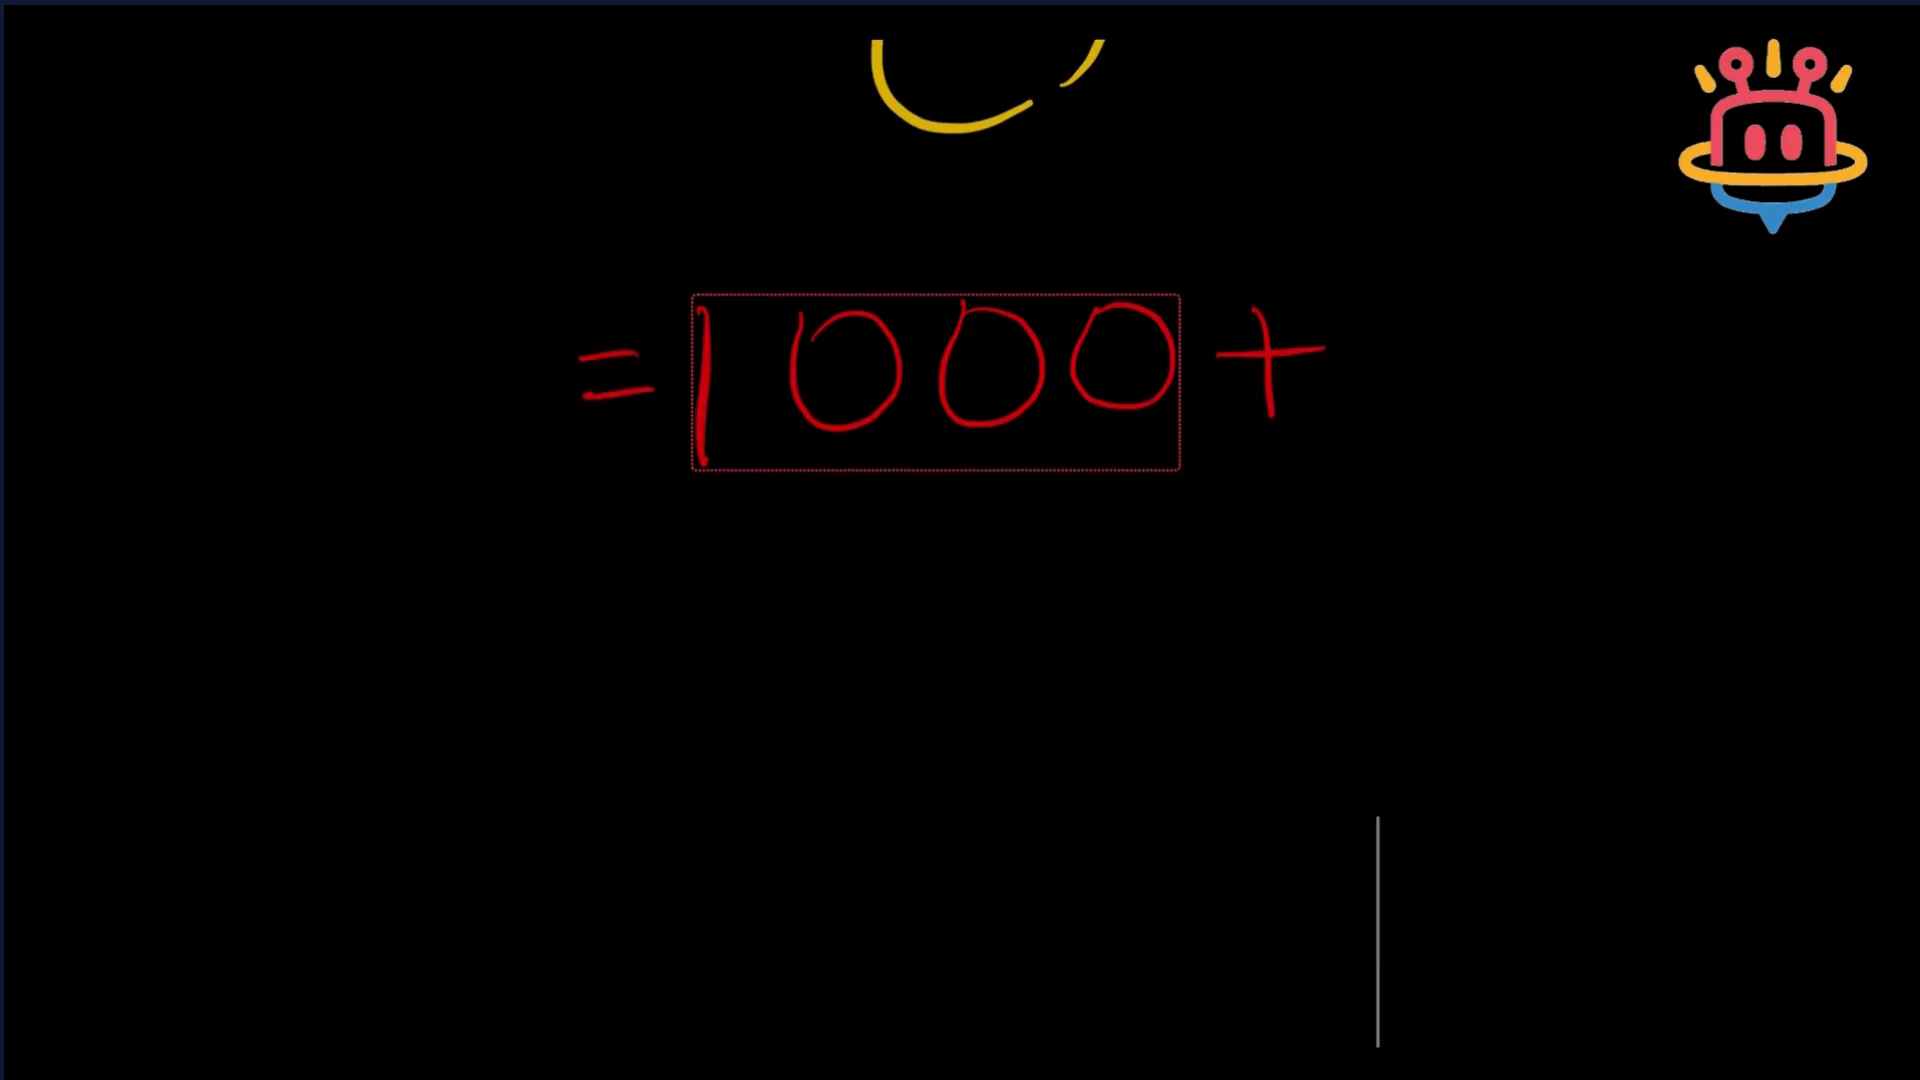 = 1000 +